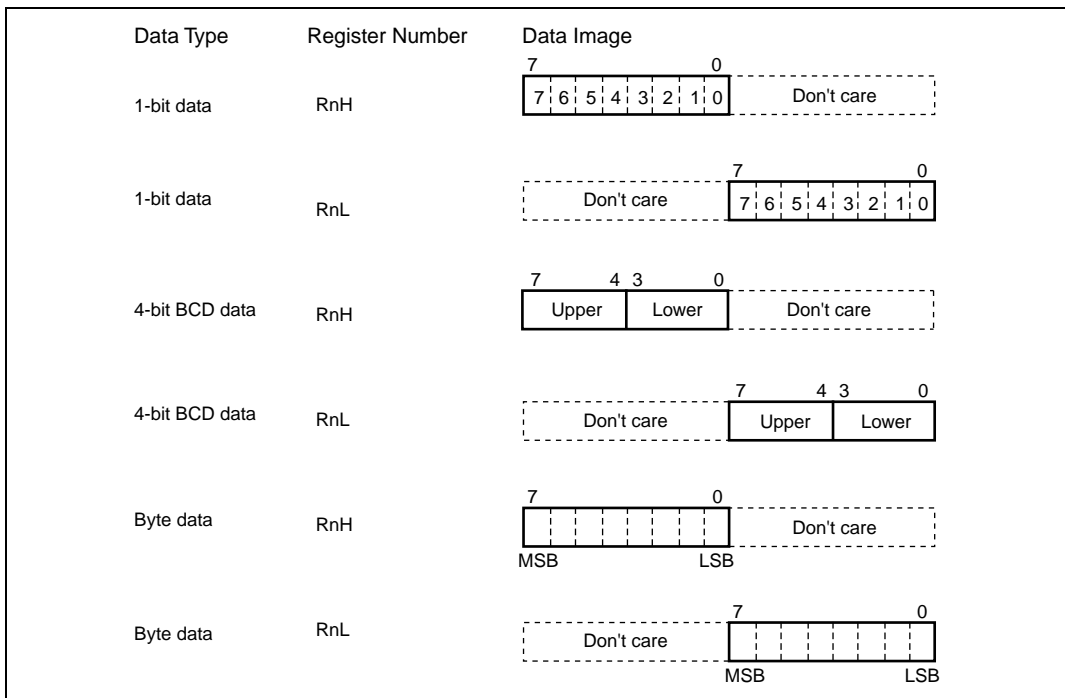 Data Type Register Number Data Image
7 0
1-bit data RnH 7 6 5 4 3 2 1 0 Don't care
7 0
1-bit data RnL Don't care 7 6 5 4 3 2 1 0
7 4 3 0
4-bit BCD data RnH Upper Lower Don't care
7 4 3 0
4-bit BCD data RnL Don't care Upper Lower
7 0
Byte data RnH Don't care
MSB LSB
7 0
Byte data RnL Don't care
MSB LSB